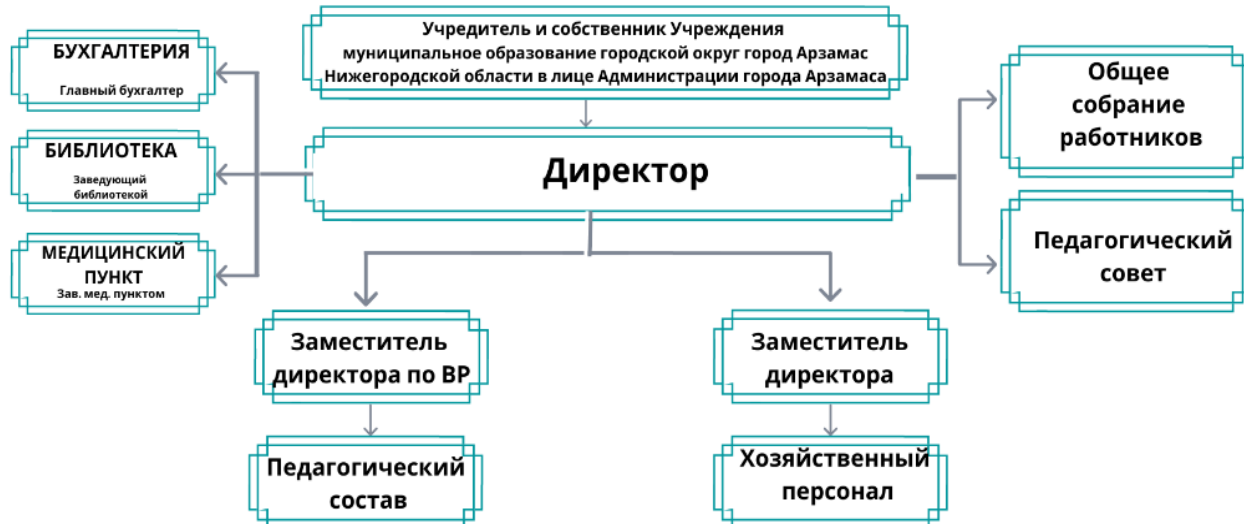 Учредитель и собственник Учреждения
муниципальное образование городской округ город Арзамас
Нижегородской области в лице Администрации города Арзамаса
БУХГАЛТЕРИЯ
Главный бухгалтер
БИБЛИОТЕКА
Заведующий
библиотекой
МЕДИЦИНСКИЙ
ПУНКТ
Зав. мед. пунктом
Директор
Общее
собрание
работников
Педагогический
совет
Заместитель
директора по ВР
Заместитель
директора
Педагогический
состав
Хозяйственный
персонал